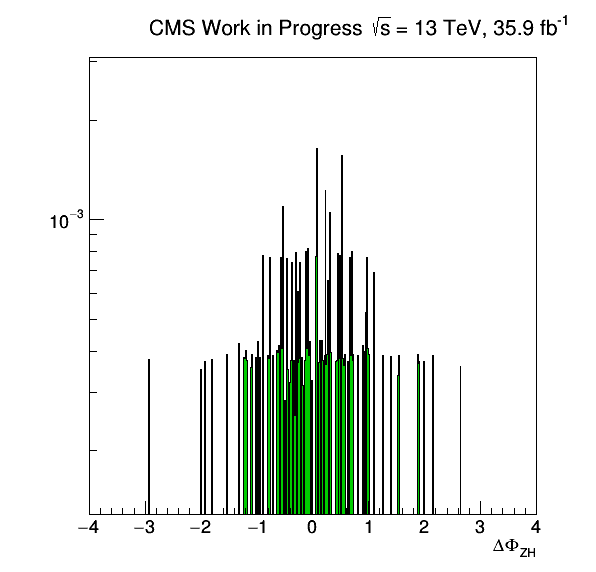 CMS Work in Progress √s = 13 TeV, 35.9 fb⁻¹
10⁻³
−4 −3 −2 −1 0 1 2 3 4
ΔΦ_ZH